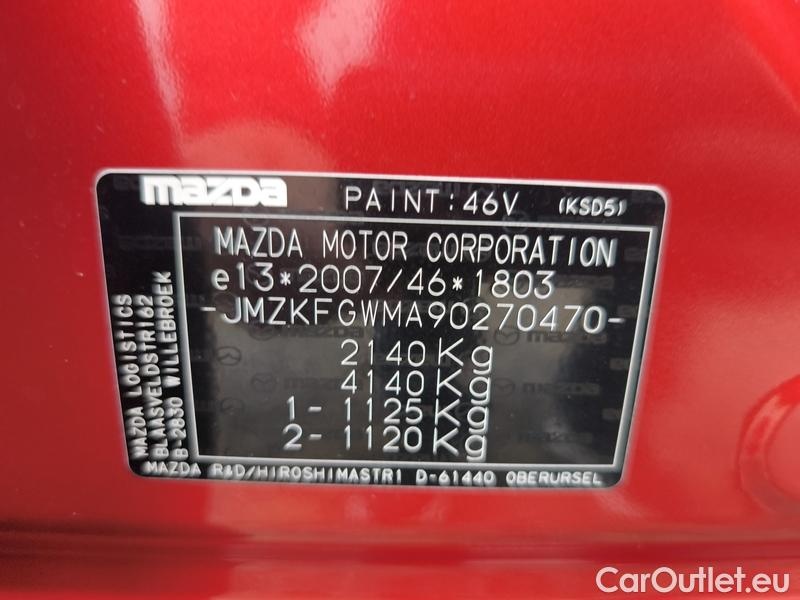 mazda PAINT:46V (KSD5)
MAZDA MOTOR CORPORATION
e13*2007/46*1803
-JMZKFGWMA90270470-
2140Kg
4140Kg
1-1125Kg
2-1120Kg
MAZDA LOGISTICS
BLAASVELDSTR162
B-2830 WILLEBROEK
MAZDA R&D/HIROSHIMASTR1 D-61440 OBERURSEL
CarOutlet.eu